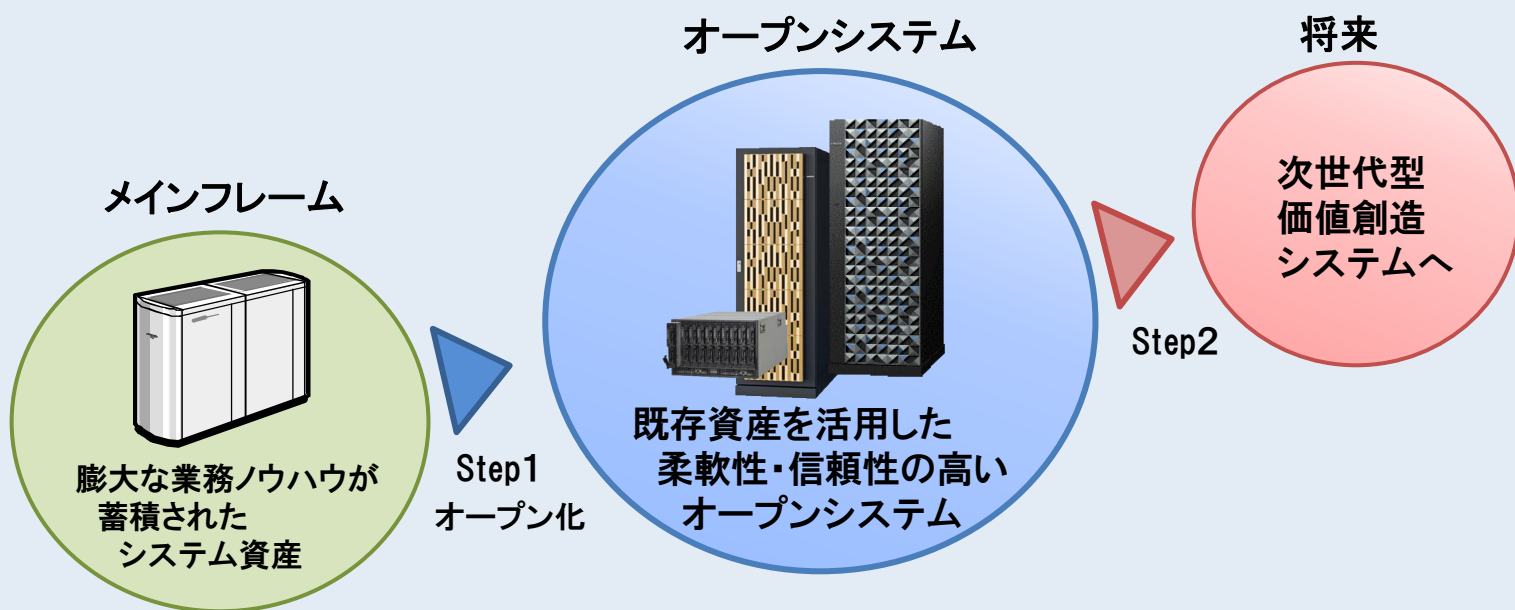 メインフレーム
膨大な業務ノウハウが
蓄積された
システム資産
Step1
オープン化
オープンシステム
既存資産を活用した
柔軟性・信頼性の高い
オープンシステム
Step2
将来
次世代型
価値創造
システムへ